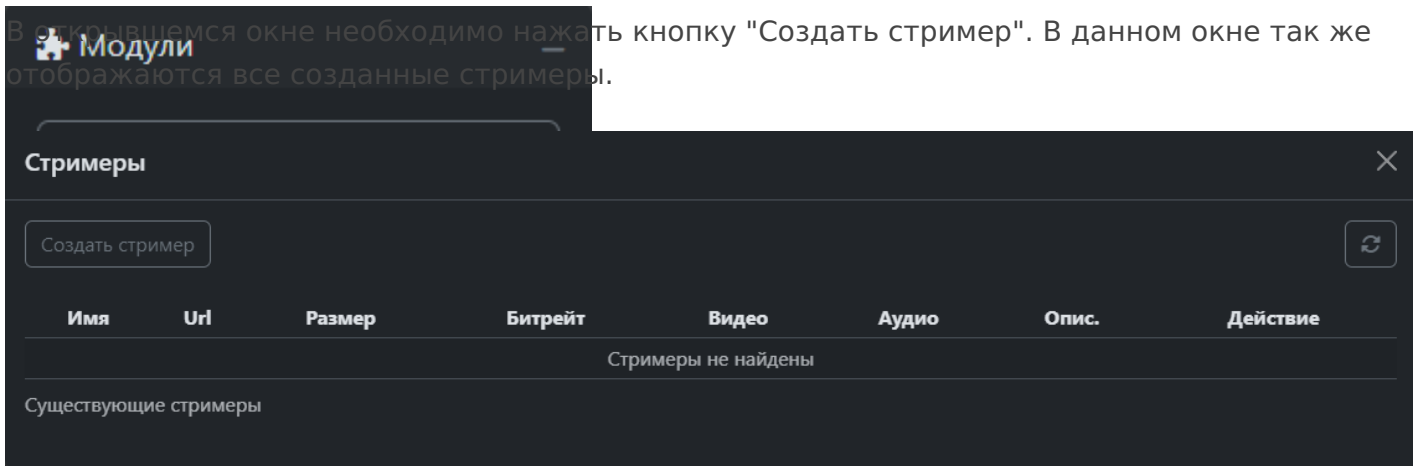 В открывшемся окне необходимо нажать кнопку "Создать стример". В данном окне так же
отображаются все созданные стримеры.
Модули
Стримеры
Создать стример
Имя Url Размер Битрейт Видео Аудио Опис. Действие
Стримеры не найдены
Существующие стримеры